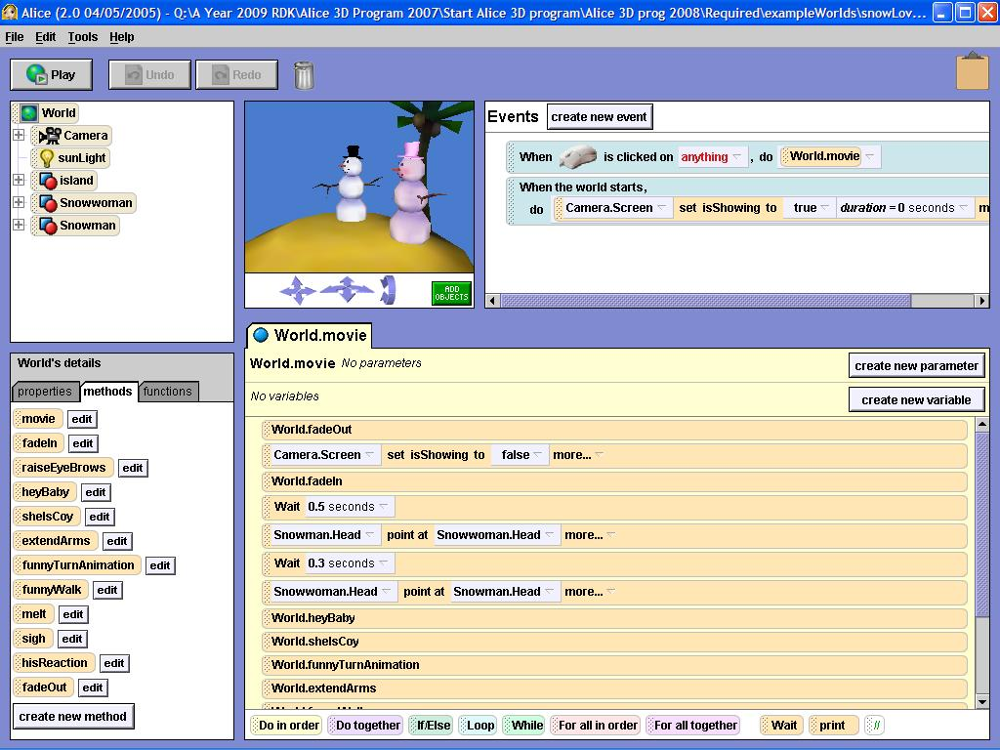 Alice (2.0 04/05/2005) - Q:\A Year 2009 RDK\Alice 3D Program 2007\Start Alice 3D program\Alice 3D prog 2008\Required\exampleWorlds\snowLov...
File Edit Tools Help
Play Undo Redo
World
Camera
sunLight
island
Snowwoman
Snowman
ADD
OBJECTS
Events create new event
When is clicked on anything , do World.movie
When the world starts,
do Camera.Screen set isShowing to true duration = 0 seconds m
World's details
properties methods functions
movie edit
fadeIn edit
raiseEyeBrows edit
heyBaby edit
sheIsCoy edit
extendArms edit
funnyTurnAnimation edit
funnyWalk edit
melt edit
sigh edit
hisReaction edit
fadeOut edit
create new method
World.movie
World.movie No parameters create new parameter
No variables create new variable
World.fadeOut
Camera.Screen set isShowing to false more...
World.fadeIn
Wait 0.5 seconds
Snowman.Head point at Snowwoman.Head more...
Wait 0.3 seconds
Snowwoman.Head point at Snowman.Head more...
World.heyBaby
World.sheIsCoy
World.funnyTurnAnimation
World.extendArms
Do in order Do together If/Else Loop While For all in order For all together Wait print //